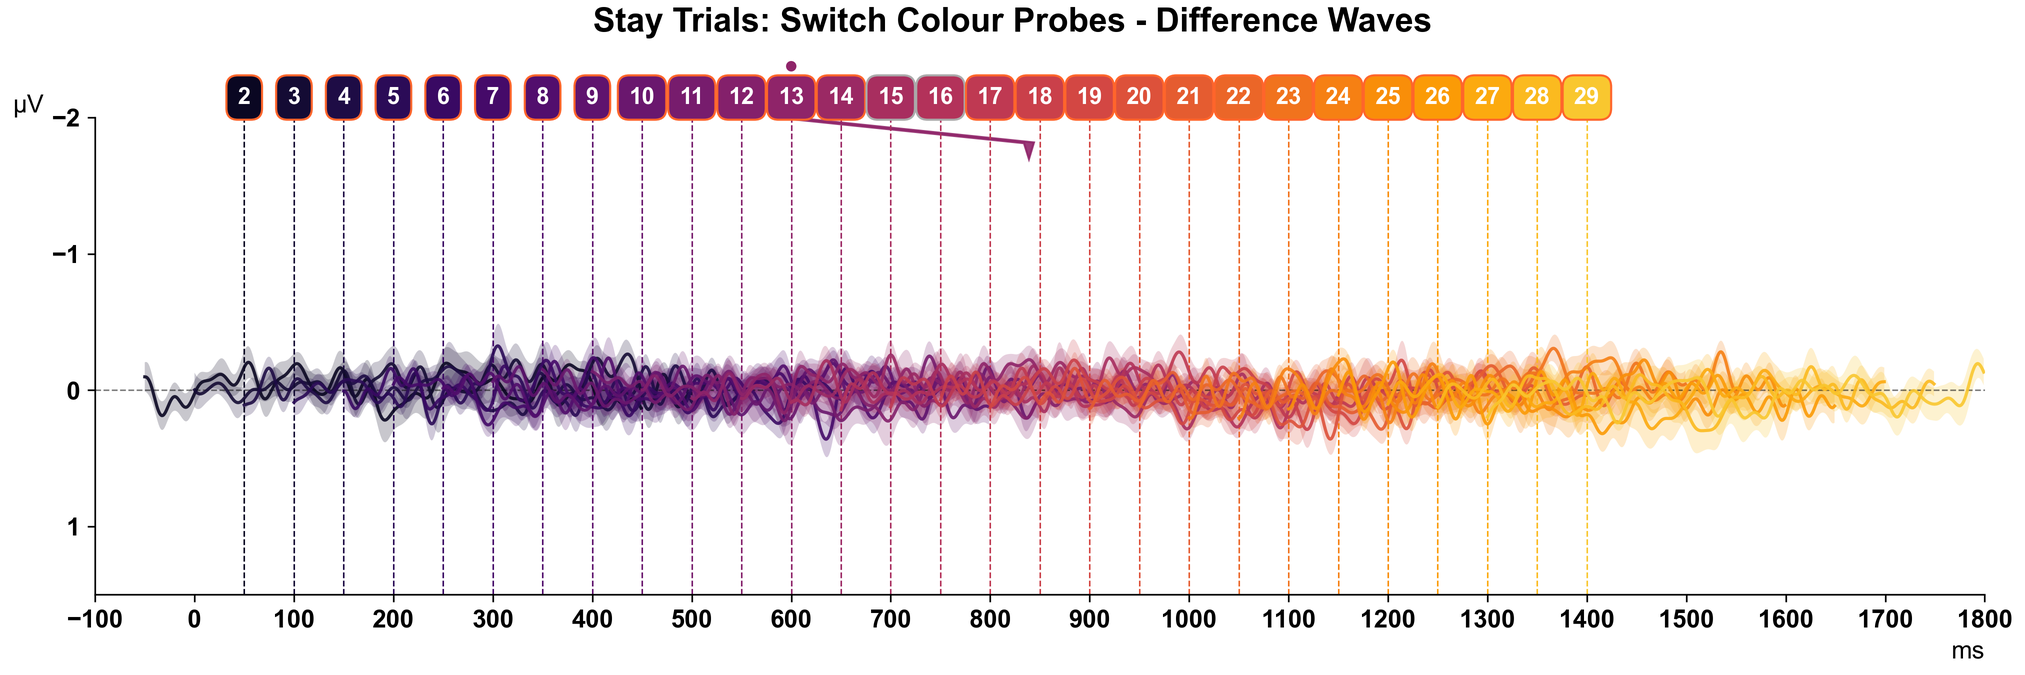 Stay Trials: Switch Colour Probes - Difference Waves
2 3 4 5 6 7 8 9 10 11 12 13 14 15 16 17 18 19 20 21 22 23 24 25 26 27 28 29
µV
−2
−1
0
1
−100 0 100 200 300 400 500 600 700 800 900 1000 1100 1200 1300 1400 1500 1600 1700 1800
ms